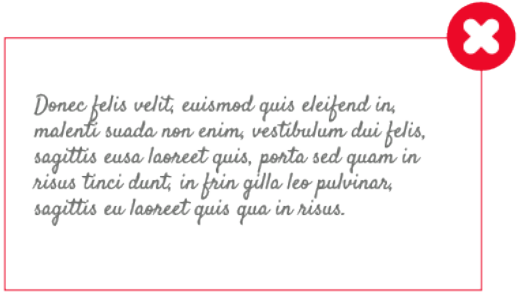 Donec felis velit, euismod quis eleifend in,
malenti suada non enim, vestibulum dui felis,
sagittis eusa laoreet quis, porta sed quam in
risus tinci dunt, in frin gilla leo pulvinar,
sagittis eu laoreet quis qua in risus.